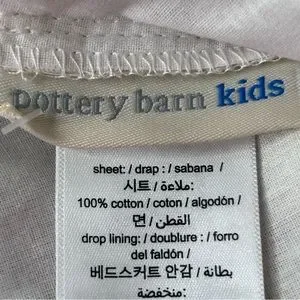 pottery barn kids
sheet: / drap : / sabana /
시트 / ملاءة: /
100% cotton / coton / algodón /
면 / القطن /
drop lining: / doublure : / forro
del faldón /
베드스커트 안감 / بطانة
منخفضة: